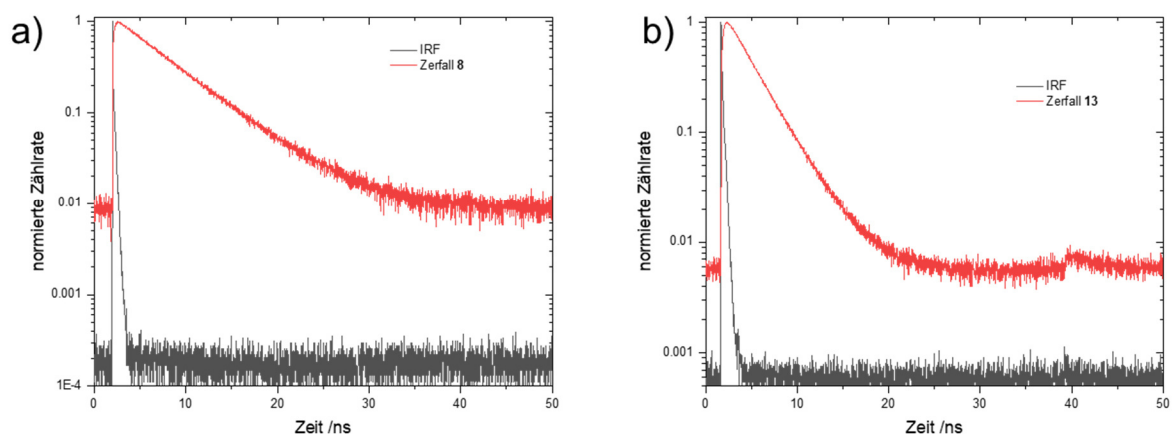 a)
normierte Zählrate
1
0.1
0.01
0.001
1E-4
IRF
Zerfall 8
0 10 20 30 40 50
Zeit /ns
b)
normierte Zählrate
1
0.1
0.01
0.001
IRF
Zerfall 13
0 10 20 30 40 50
Zeit /ns